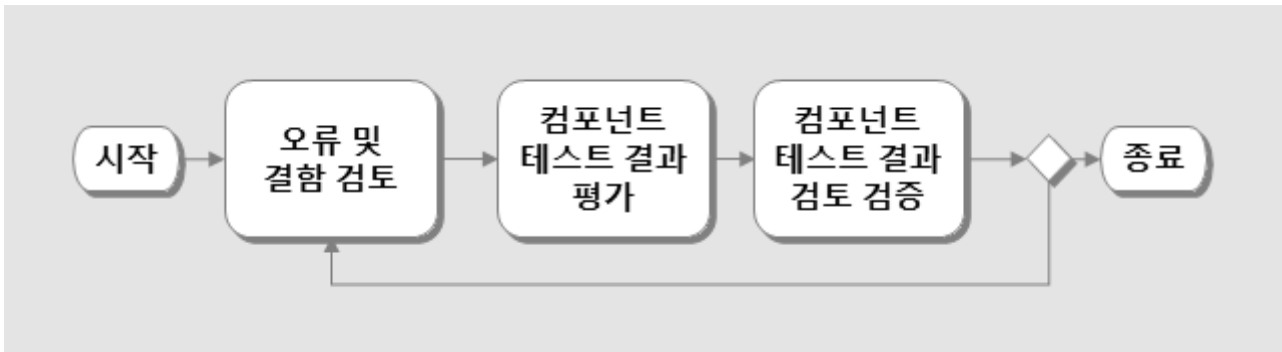 시작
오류 및
결함 검토
컴포넌트
테스트 결과
평가
컴포넌트
테스트 결과
검토 검증
종료